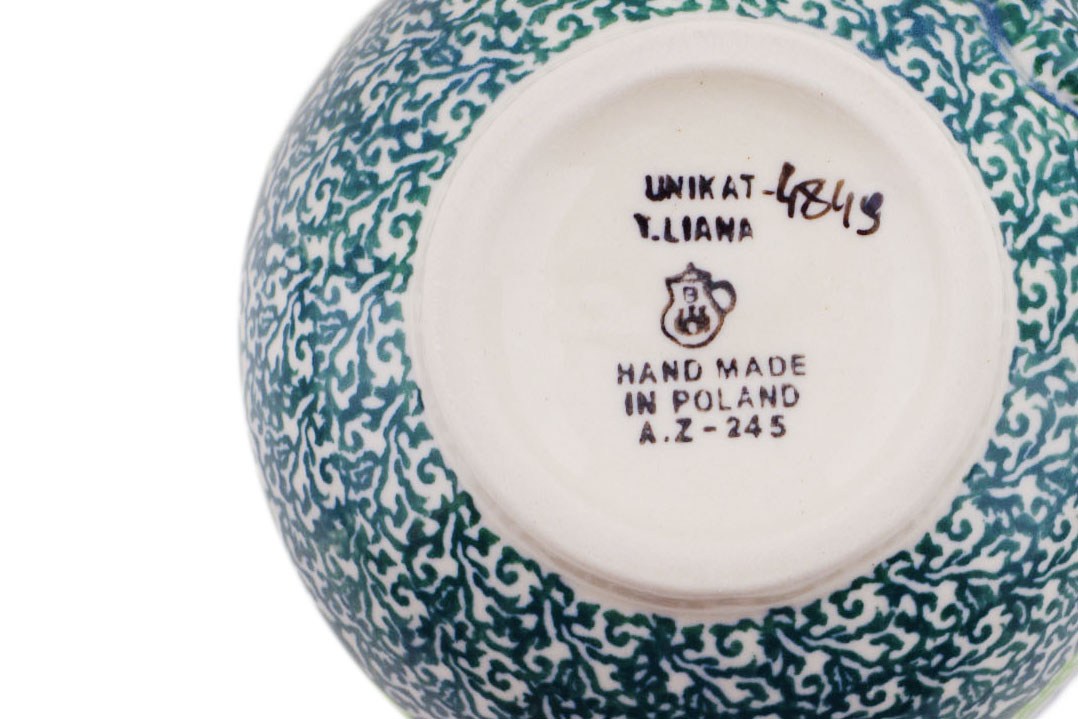 UNIKAT-4849
T.LIANA
B
HAND MADE
IN POLAND
A.Z-245